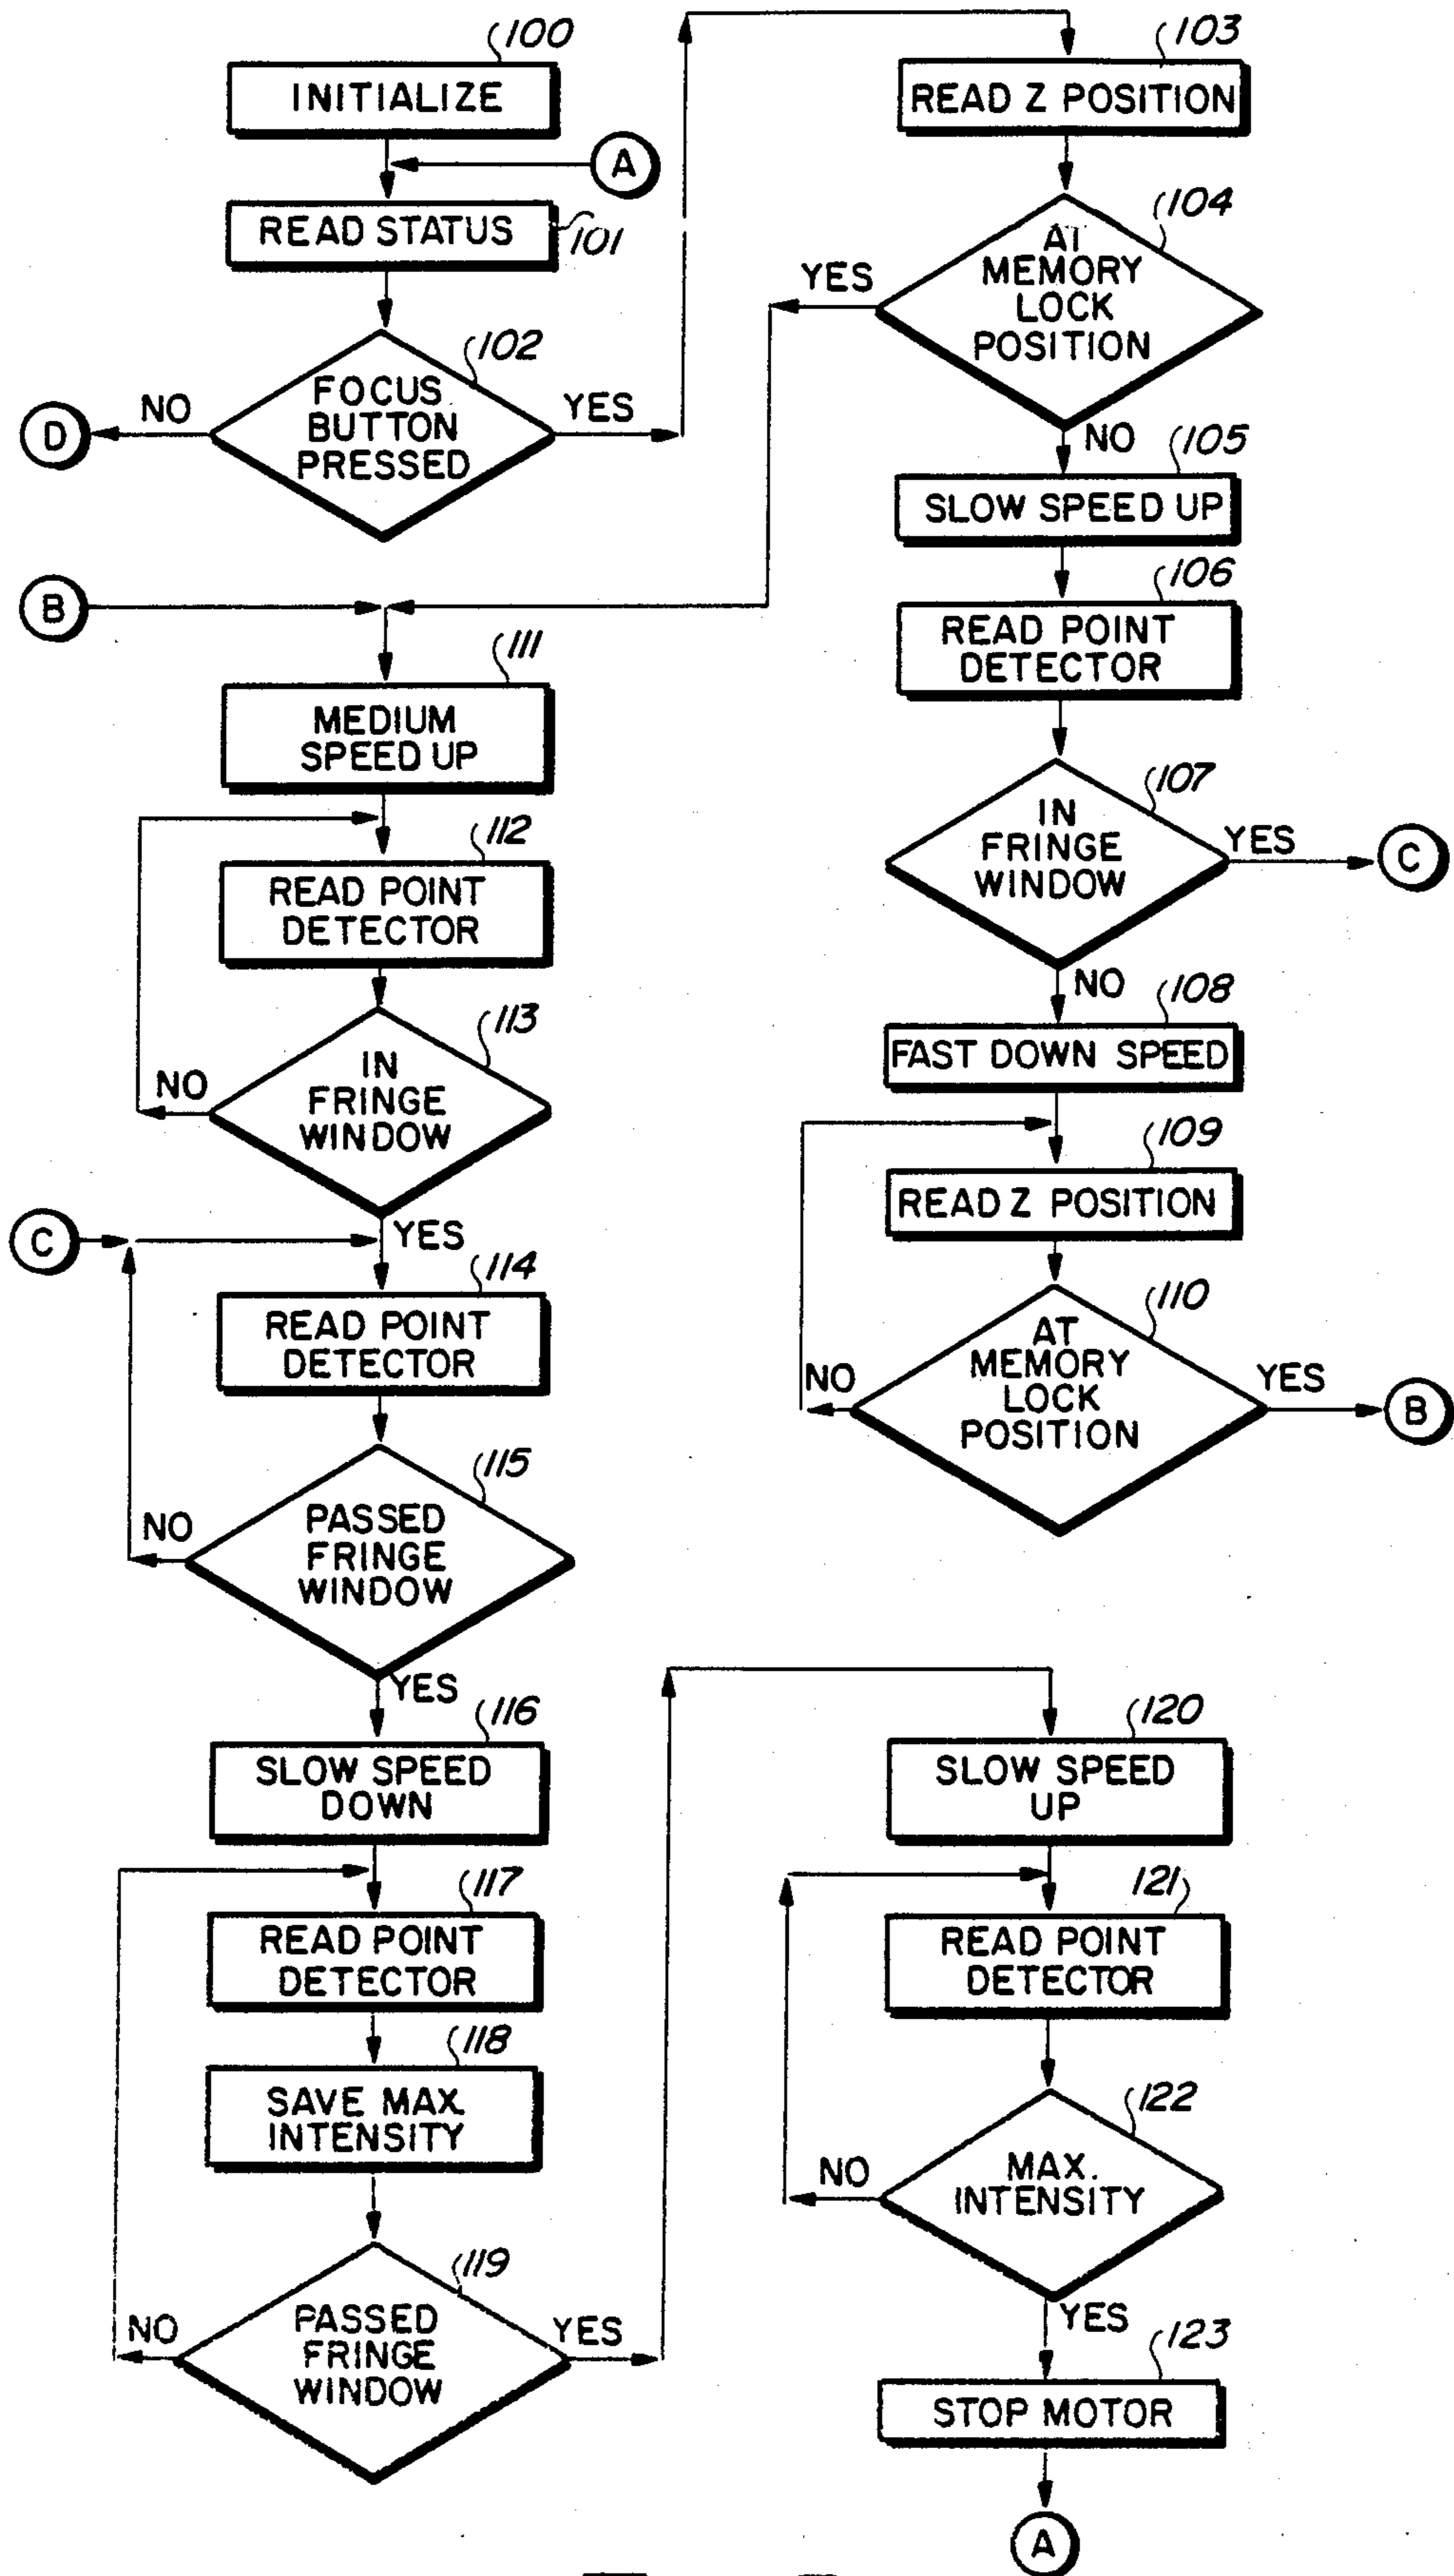 100
INITIALIZE
A
READ STATUS
101
102
FOCUS
BUTTON
PRESSED
NO
D
YES
103
READ Z POSITION
104
AT
MEMORY
LOCK
POSITION
YES
NO
105
SLOW SPEED UP
106
READ POINT
DETECTOR
107
IN
FRINGE
WINDOW
YES
C
NO
108
FAST DOWN SPEED
109
READ Z POSITION
110
AT
MEMORY
LOCK
POSITION
NO
YES
B
B
111
MEDIUM
SPEED UP
112
READ POINT
DETECTOR
113
IN
FRINGE
WINDOW
NO
YES
C
114
READ POINT
DETECTOR
115
PASSED
FRINGE
WINDOW
NO
YES
116
SLOW SPEED
DOWN
117
READ POINT
DETECTOR
118
SAVE MAX.
INTENSITY
119
PASSED
FRINGE
WINDOW
NO
YES
120
SLOW SPEED
UP
121
READ POINT
DETECTOR
122
MAX.
INTENSITY
NO
YES
123
STOP MOTOR
A